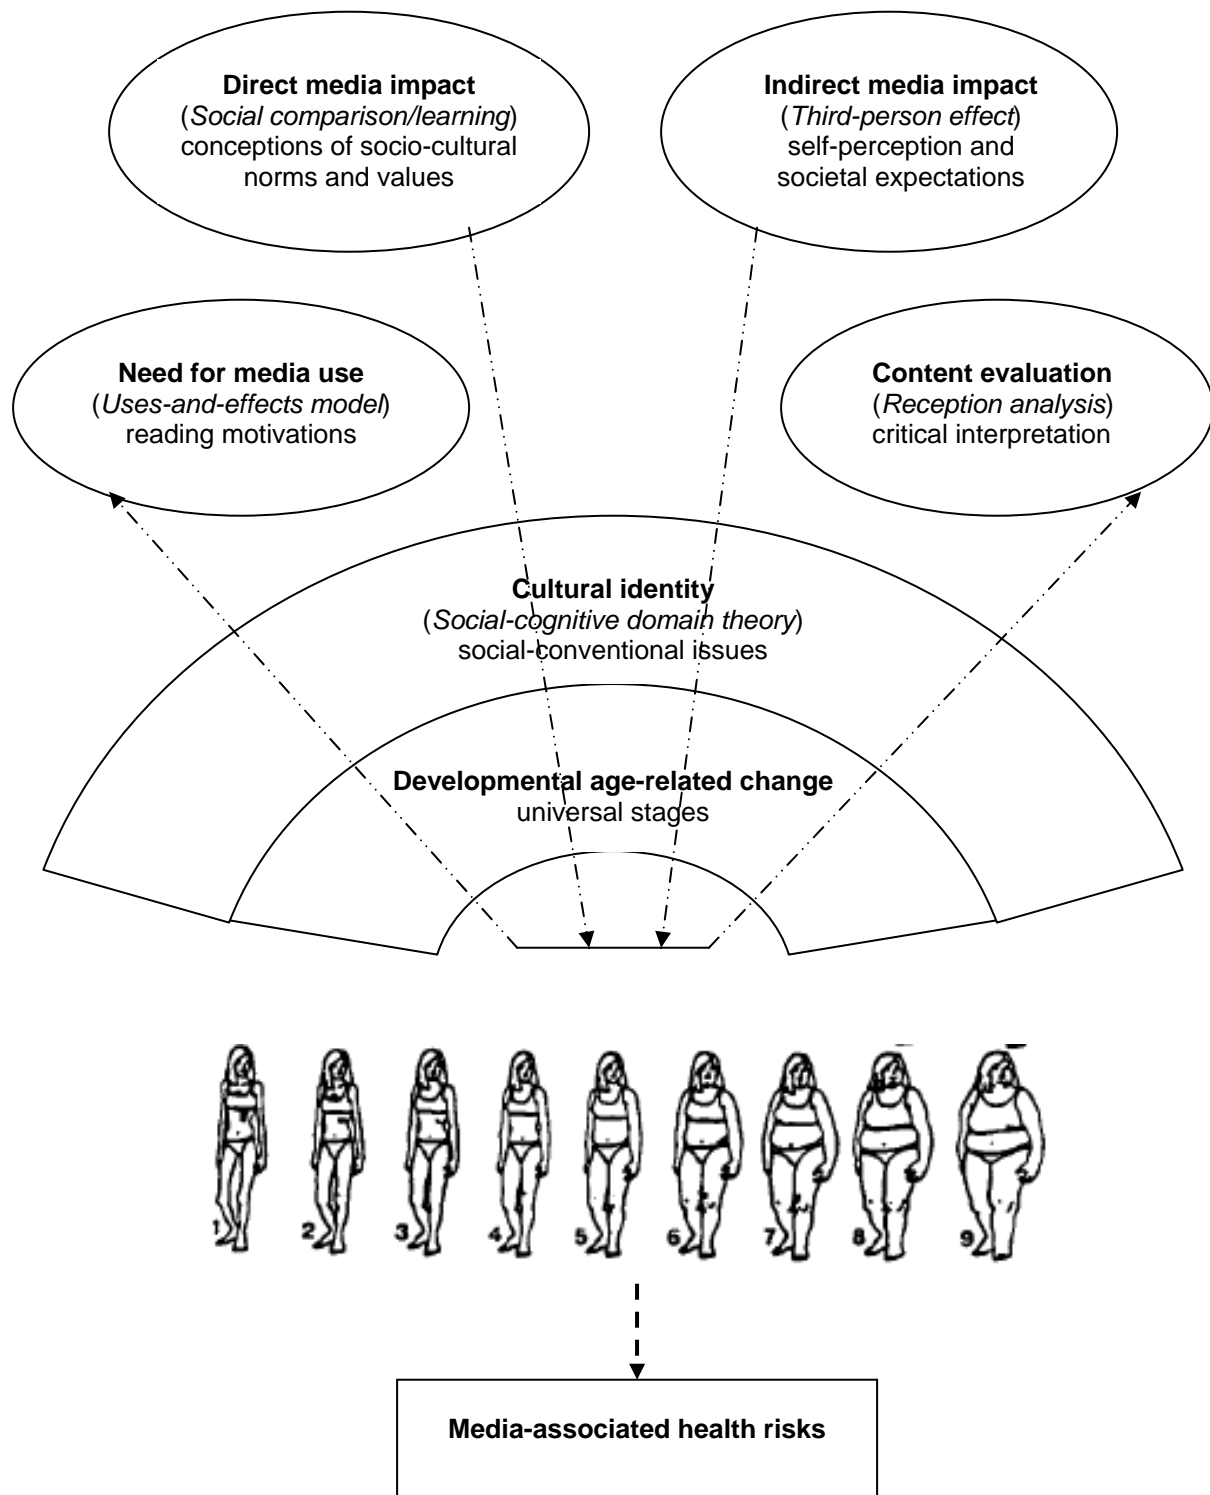 Direct media impact
(Social comparison/learning)
conceptions of socio-cultural
norms and values
Indirect media impact
(Third-person effect)
self-perception and
societal expectations
Need for media use
(Uses-and-effects model)
reading motivations
Content evaluation
(Reception analysis)
critical interpretation
Cultural identity
(Social-cognitive domain theory)
social-conventional issues
Developmental age-related change
universal stages
1 2 3 4 5 6 7 8 9
Media-associated health risks